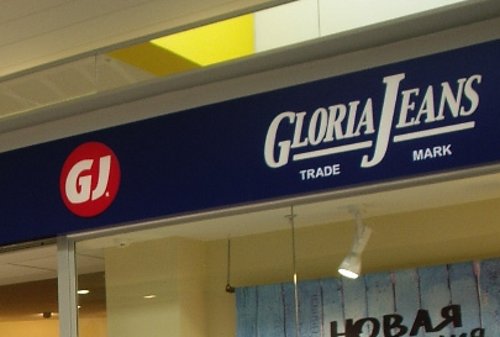 GJ
GLORIA JEANS
TRADE MARK
НОВАЯ